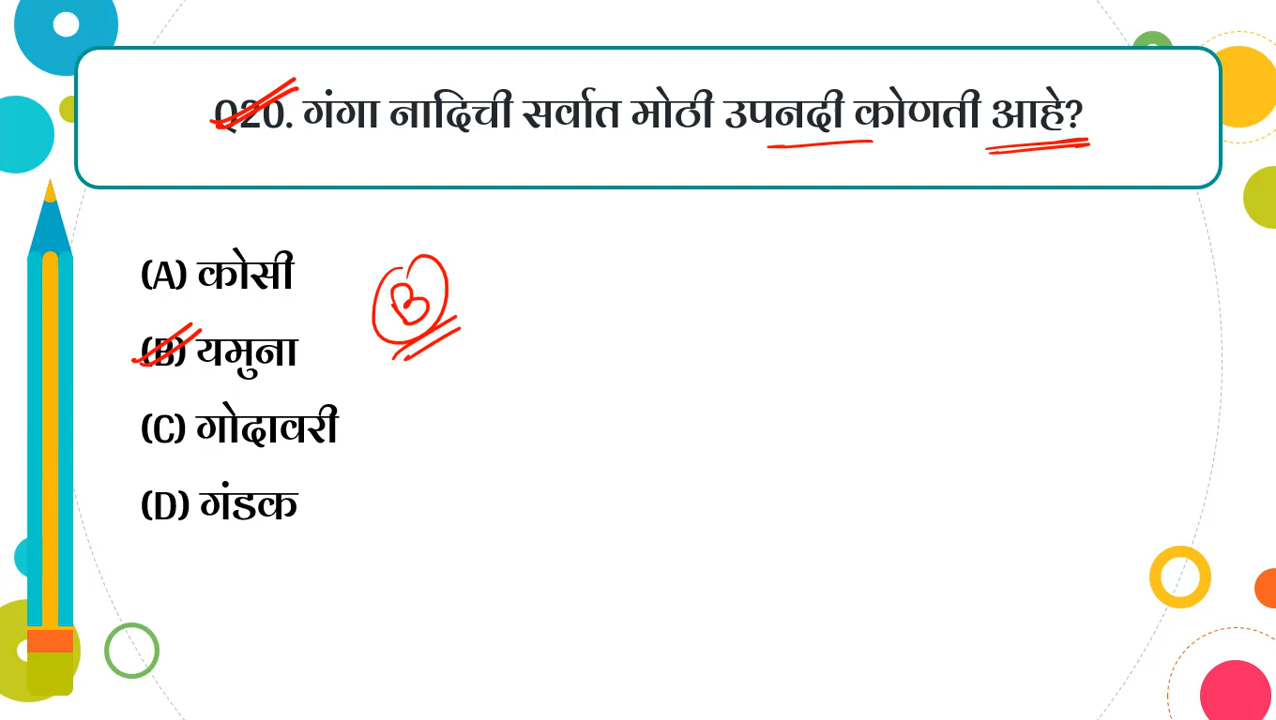 Q20. गंगा नादिची सर्वात मोठी उपनदी कोणती आहे?
(A) कोसी
B
(B) यमुना
(C) गोदावरी
(D) गंडक